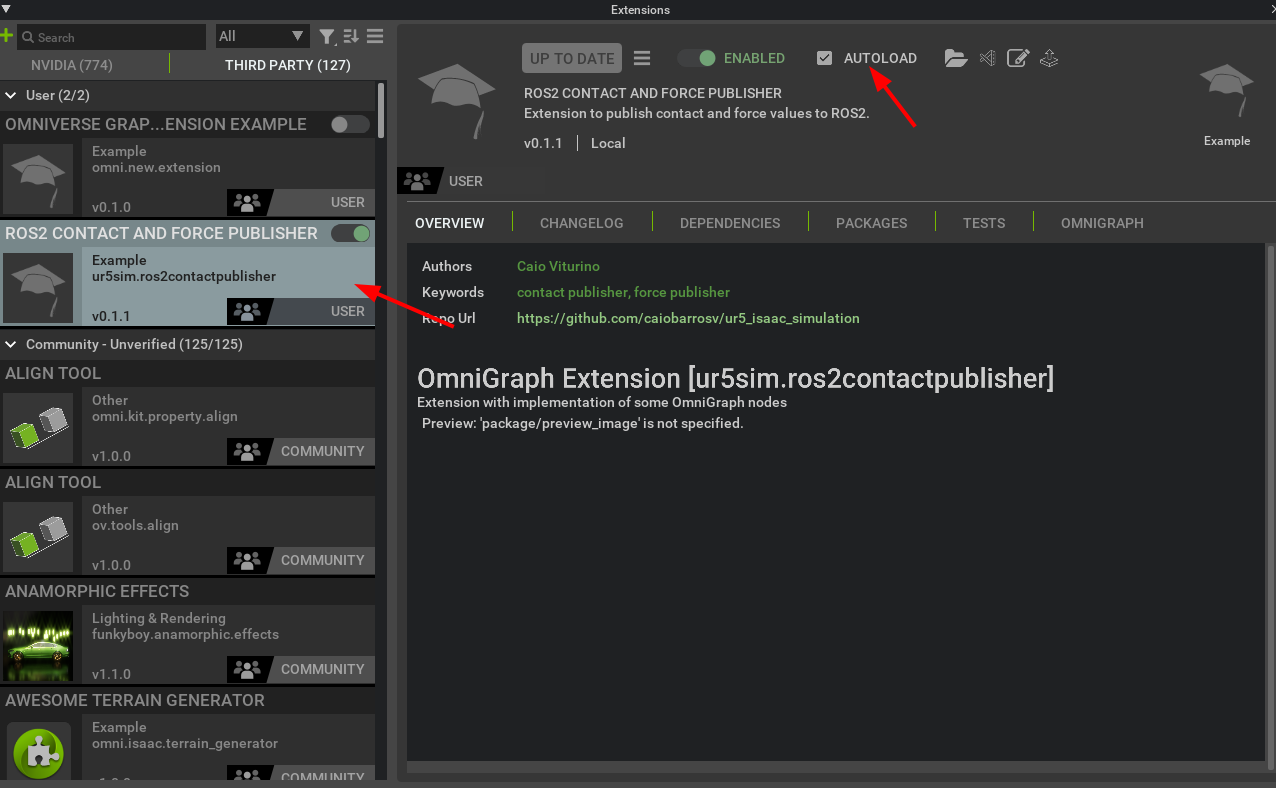 Extensions
Search
All
NVIDIA (774)
THIRD PARTY (127)
User (2/2)
OMNIVERSE GRAP...ENSION EXAMPLE
Example
omni.new.extension
v0.1.0
USER
ROS2 CONTACT AND FORCE PUBLISHER
Example
ur5sim.ros2contactpublisher
v0.1.1
USER
Community - Unverified (125/125)
ALIGN TOOL
Other
omni.kit.property.align
v1.0.0
COMMUNITY
ALIGN TOOL
Other
ov.tools.align
v1.0.0
COMMUNITY
ANAMORPHIC EFFECTS
Lighting & Rendering
funkyboy.anamorphic.effects
v1.1.0
COMMUNITY
AWESOME TERRAIN GENERATOR
Example
omni.isaac.terrain_generator
COMMUNITY
UP TO DATE
ENABLED
AUTOLOAD
ROS2 CONTACT AND FORCE PUBLISHER
Extension to publish contact and force values to ROS2.
v0.1.1 Local
Example
USER
OVERVIEW CHANGELOG DEPENDENCIES PACKAGES TESTS OMNIGRAPH
Authors Caio Viturino
Keywords contact publisher, force publisher
Repo Url https://github.com/caiobarrosv/ur5_isaac_simulation
OmniGraph Extension [ur5sim.ros2contactpublisher]
Extension with implementation of some OmniGraph nodes
Preview: 'package/preview_image' is not specified.